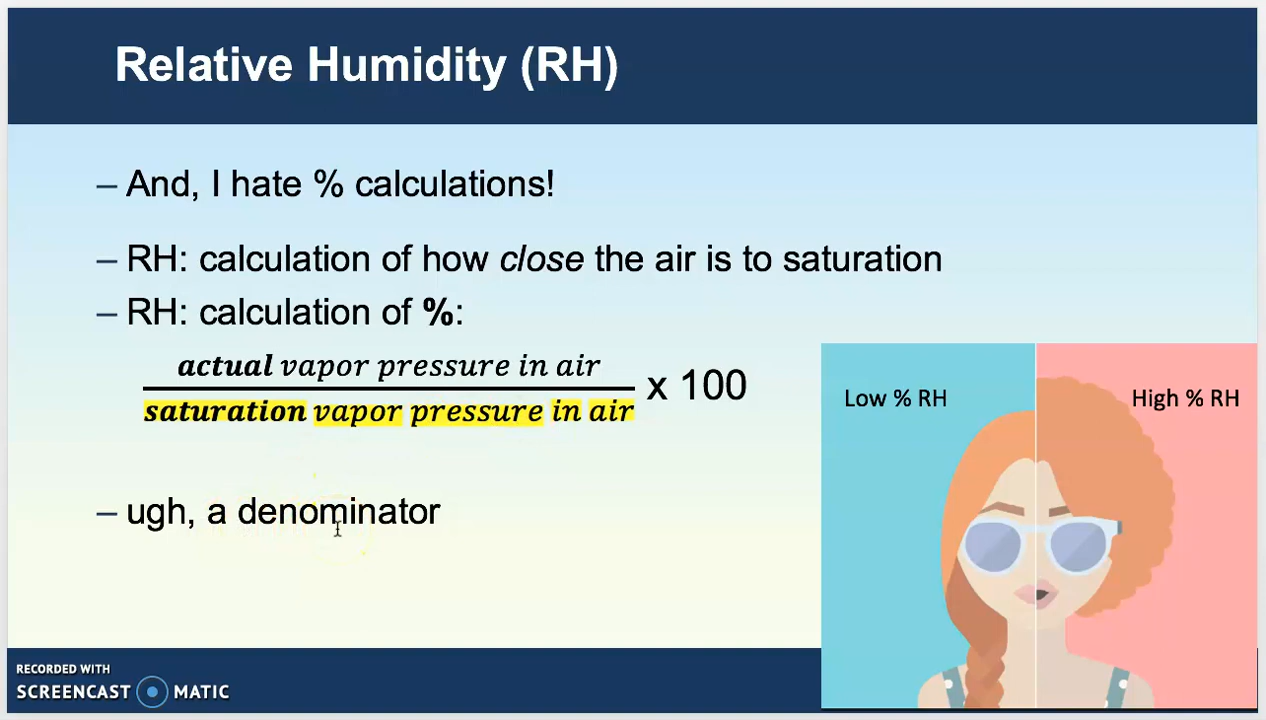 Relative Humidity (RH)
– And, I hate % calculations!
– RH: calculation of how close the air is to saturation
– RH: calculation of %:
actual vapor pressure in air
saturation vapor pressure in air
x 100
Low % RH
High % RH
– ugh, a denominator
RECORDED WITH
SCREENCAST MATIC